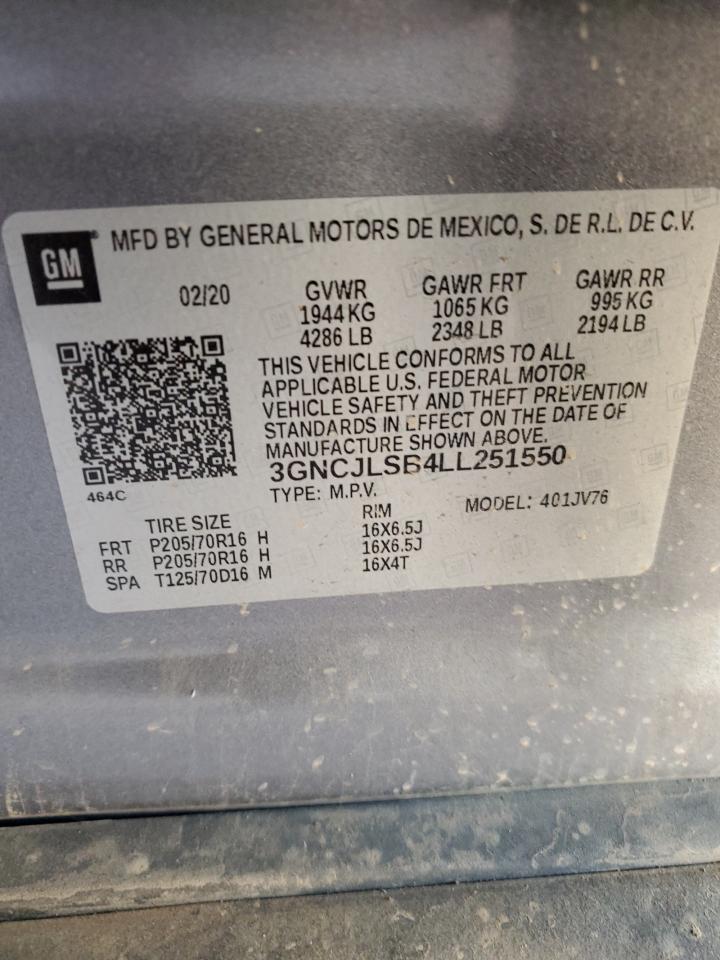 GM® MFD BY GENERAL MOTORS DE MEXICO, S. DE R.L. DE C.V.
02/20 GVWR GAWR FRT GAWR RR
1944 KG 1065 KG 995 KG
4286 LB 2348 LB 2194 LB
THIS VEHICLE CONFORMS TO ALL
APPLICABLE U.S. FEDERAL MOTOR
VEHICLE SAFETY AND THEFT PREVENTION
STANDARDS IN EFFECT ON THE DATE OF
MANUFACTURE SHOWN ABOVE.
464C 3GNCJLSB4LL251550
TYPE: M.P.V. MODEL: 401JV76
TIRE SIZE RIM
FRT P205/70R16 H 16X6.5J
RR P205/70R16 H 16X6.5J
SPA T125/70D16 M 16X4T